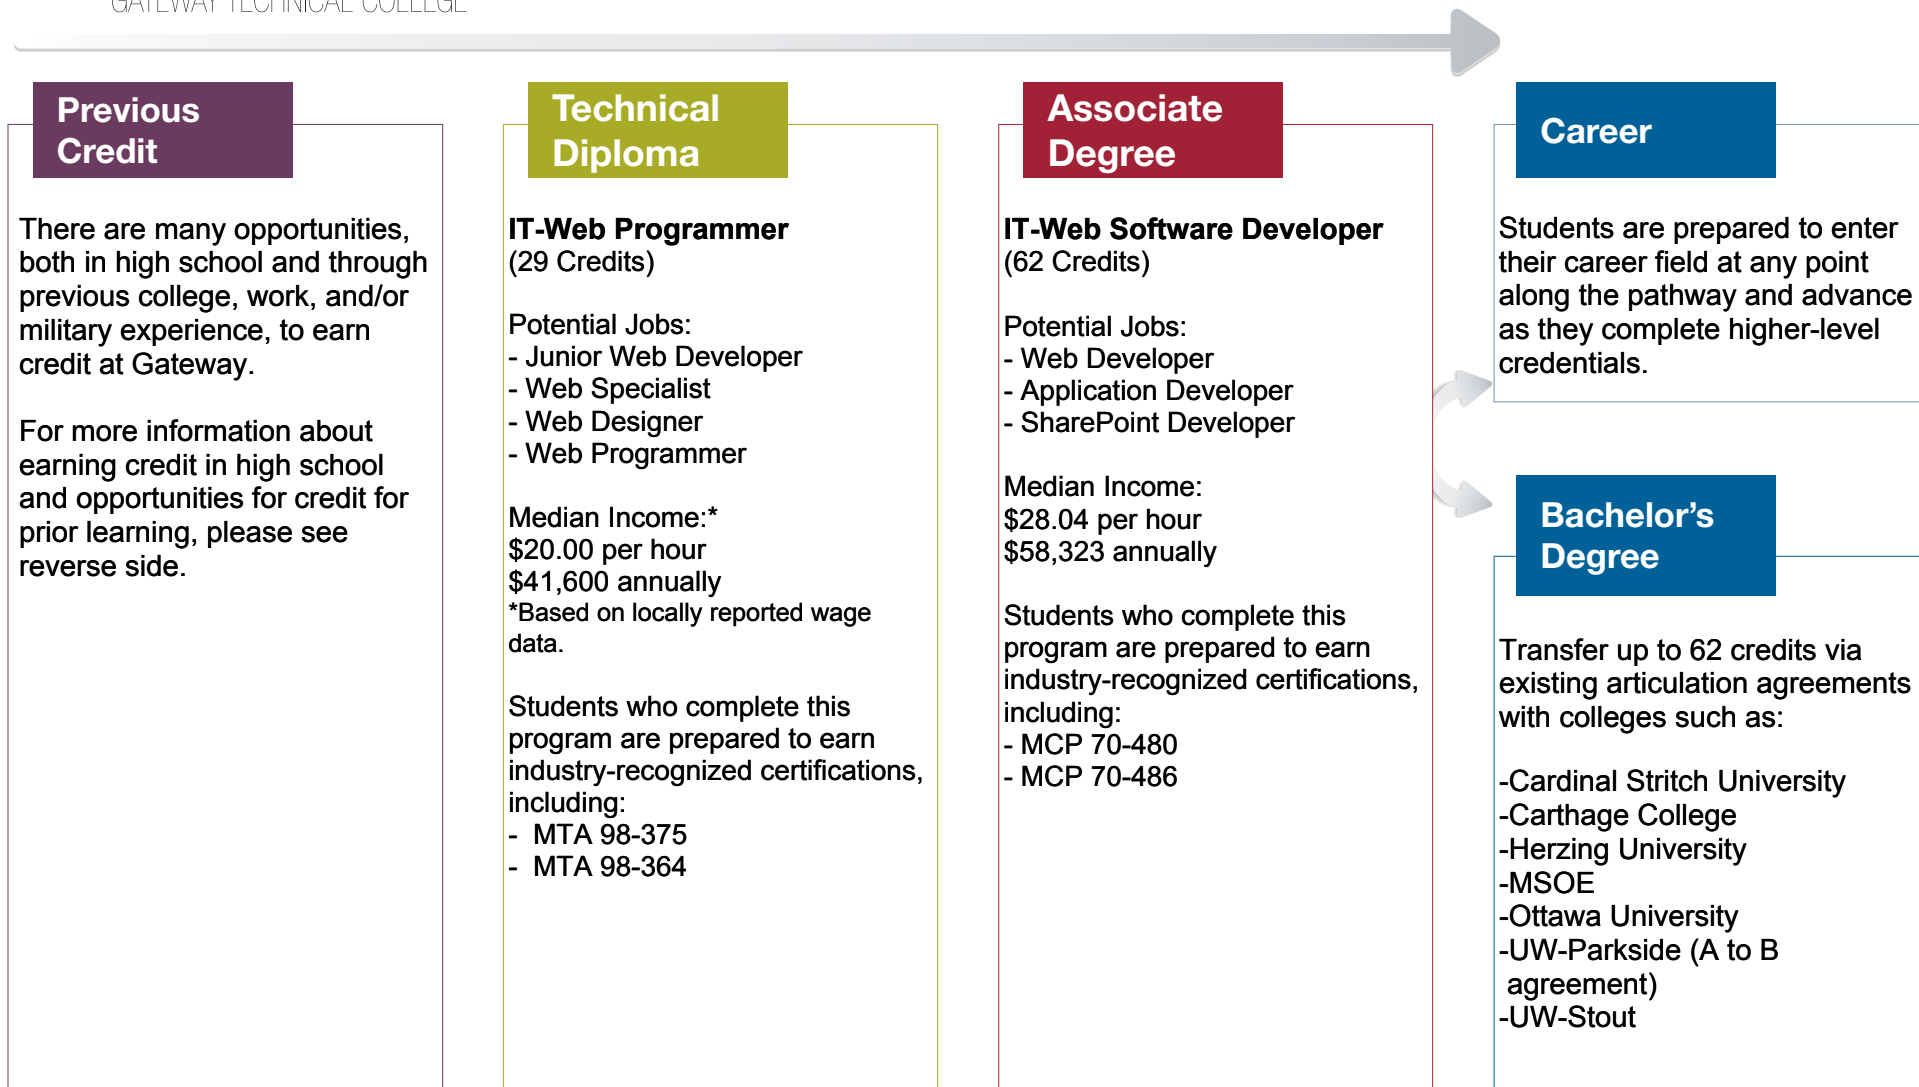 GATEWAY TECHNICAL COLLEGE
Previous
Credit
There are many opportunities,
both in high school and through
previous college, work, and/or
military experience, to earn
credit at Gateway.
For more information about
earning credit in high school
and opportunities for credit for
prior learning, please see
reverse side.
Technical
Diploma
IT-Web Programmer
(29 Credits)
Potential Jobs:
- Junior Web Developer
- Web Specialist
- Web Designer
- Web Programmer
Median Income:*
$20.00 per hour
$41,600 annually
*Based on locally reported wage
data.
Students who complete this
program are prepared to earn
industry-recognized certifications,
including:
- MTA 98-375
- MTA 98-364
Associate
Degree
IT-Web Software Developer
(62 Credits)
Potential Jobs:
- Web Developer
- Application Developer
- SharePoint Developer
Median Income:
$28.04 per hour
$58,323 annually
Students who complete this
program are prepared to earn
industry-recognized certifications,
including:
- MCP 70-480
- MCP 70-486
Career
Students are prepared to enter
their career field at any point
along the pathway and advance
as they complete higher-level
credentials.
Bachelor's
Degree
Transfer up to 62 credits via
existing articulation agreements
with colleges such as:
-Cardinal Stritch University
-Carthage College
-Herzing University
-MSOE
-Ottawa University
-UW-Parkside (A to B
agreement)
-UW-Stout